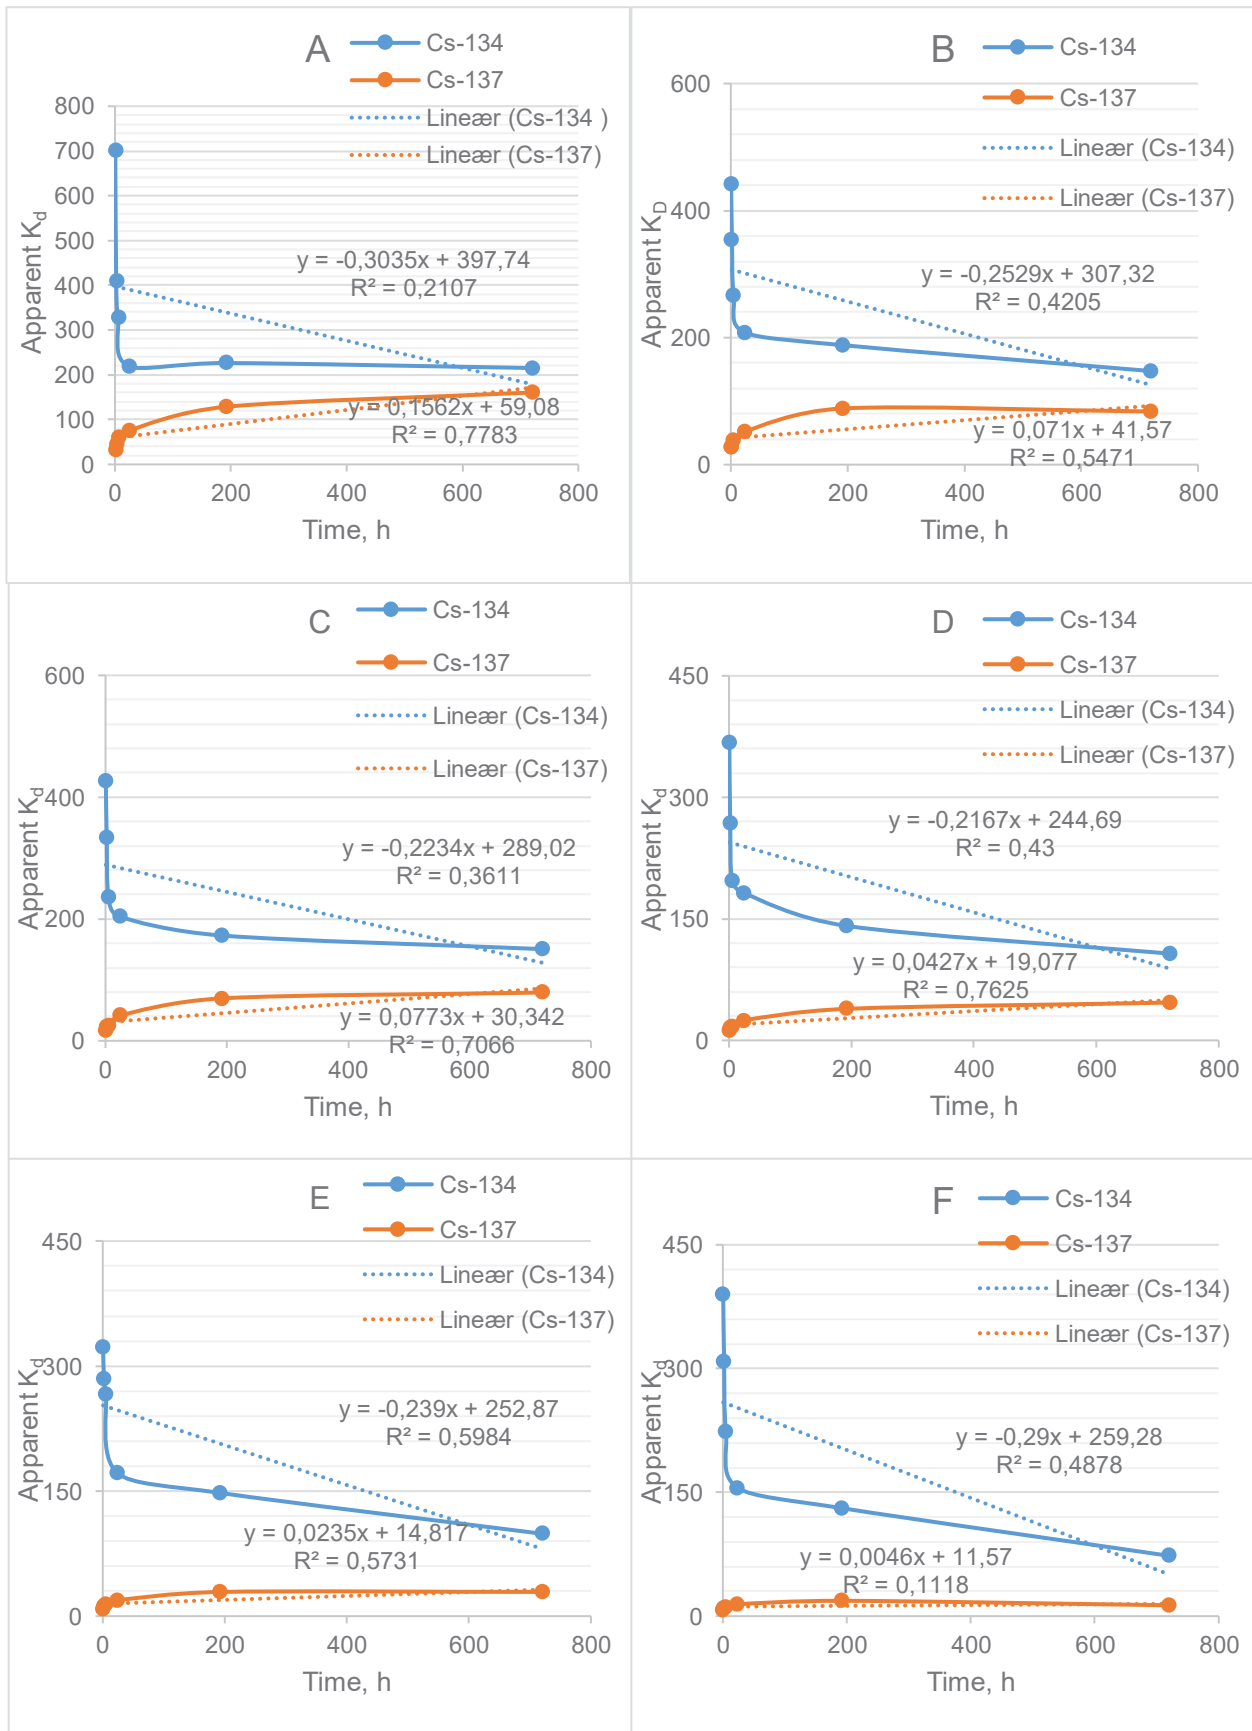 A
Cs-134
Cs-137
Lineær (Cs-134 )
Lineær (Cs-137)
800
700
600
500
400
300
200
100
0
Apparent Kd
y = -0,3035x + 397,74
R² = 0,2107
y = 0,1562x + 59,08
R² = 0,7783
0 200 400 600 800
Time, h
B
Cs-134
Cs-137
Lineær (Cs-134)
Lineær (Cs-137)
600
400
200
0
Apparent KD
y = -0,2529x + 307,32
R² = 0,4205
y = 0,071x + 41,57
R² = 0,5471
0 200 400 600 800
Time, h
C
Cs-134
Cs-137
Lineær (Cs-134)
Lineær (Cs-137)
600
400
200
0
Apparent Kd
y = -0,2234x + 289,02
R² = 0,3611
y = 0,0773x + 30,342
R² = 0,7066
0 200 400 600 800
Time, h
D
Cs-134
Cs-137
Lineær (Cs-134)
Lineær (Cs-137)
450
300
150
0
Apparent Kd
y = -0,2167x + 244,69
R² = 0,43
y = 0,0427x + 19,077
R² = 0,7625
0 200 400 600 800
Time, h
E
Cs-134
Cs-137
Lineær (Cs-134)
Lineær (Cs-137)
450
300
150
0
Apparent Kd
y = -0,239x + 252,87
R² = 0,5984
y = 0,0235x + 14,817
R² = 0,5731
0 200 400 600 800
Time, h
F
Cs-134
Cs-137
Lineær (Cs-134)
Lineær (Cs-137)
450
300
150
0
Apparent Kd
y = -0,29x + 259,28
R² = 0,4878
y = 0,0046x + 11,57
R² = 0,1118
0 200 400 600 800
Time, h